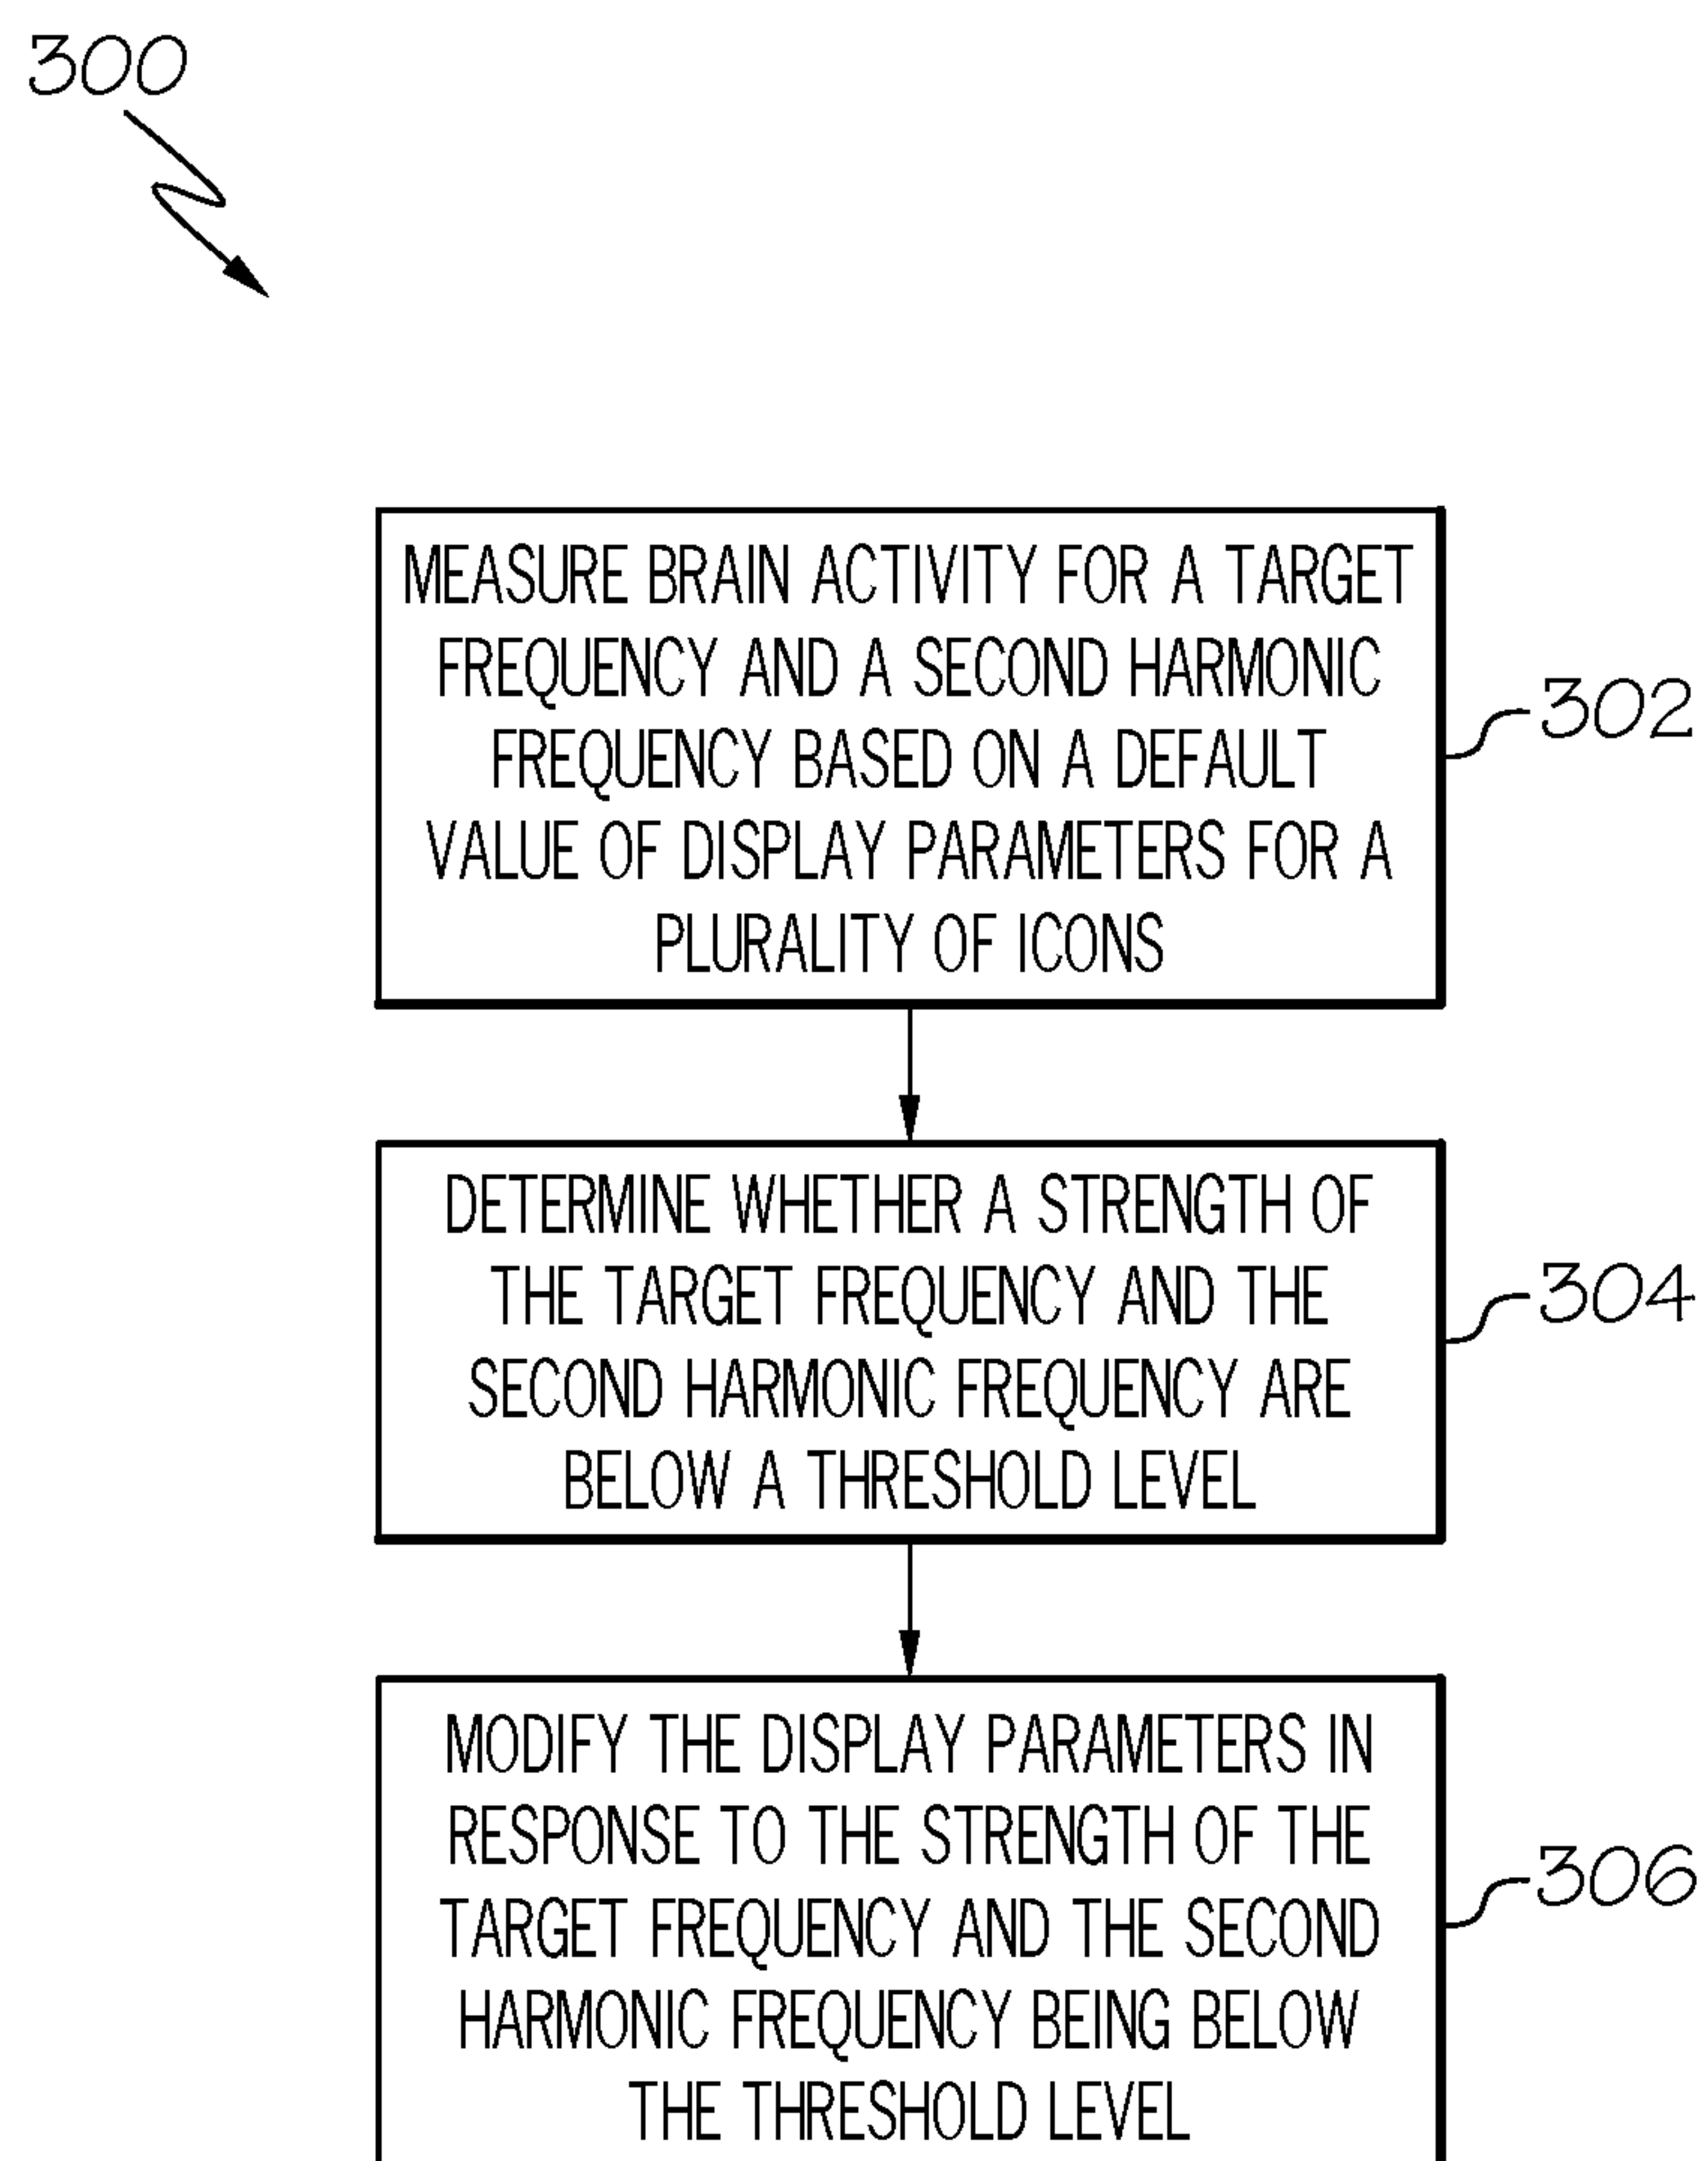 300
MEASURE BRAIN ACTIVITY FOR A TARGET
FREQUENCY AND A SECOND HARMONIC
FREQUENCY BASED ON A DEFAULT
VALUE OF DISPLAY PARAMETERS FOR A
PLURALITY OF ICONS
302
DETERMINE WHETHER A STRENGTH OF
THE TARGET FREQUENCY AND THE
SECOND HARMONIC FREQUENCY ARE
BELOW A THRESHOLD LEVEL
304
MODIFY THE DISPLAY PARAMETERS IN
RESPONSE TO THE STRENGTH OF THE
TARGET FREQUENCY AND THE SECOND
HARMONIC FREQUENCY BEING BELOW
THE THRESHOLD LEVEL
306